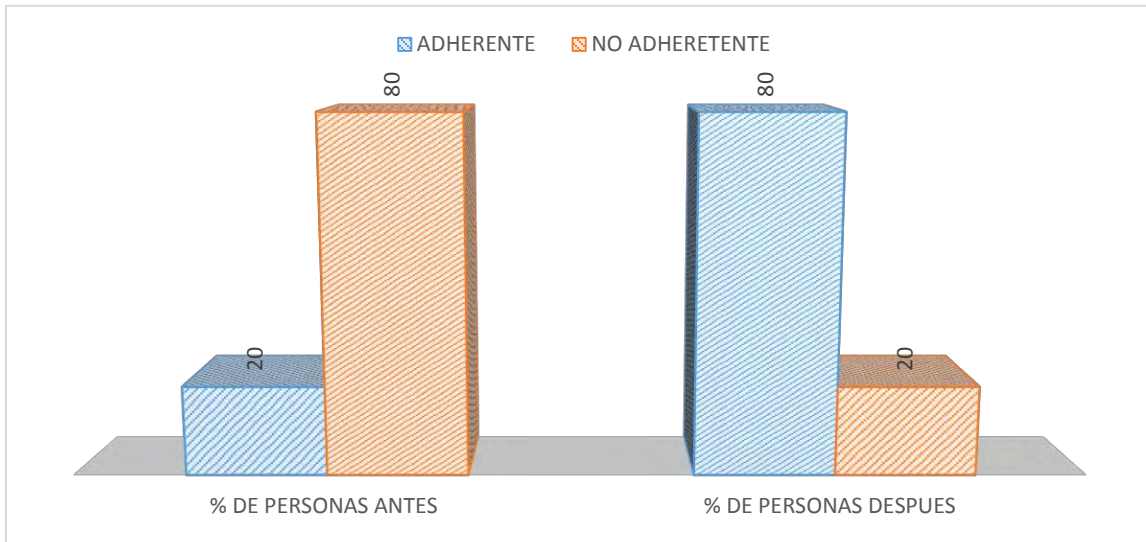 ADHERENTE NO ADHERETENTE
80 80
20 20
% DE PERSONAS ANTES % DE PERSONAS DESPUES